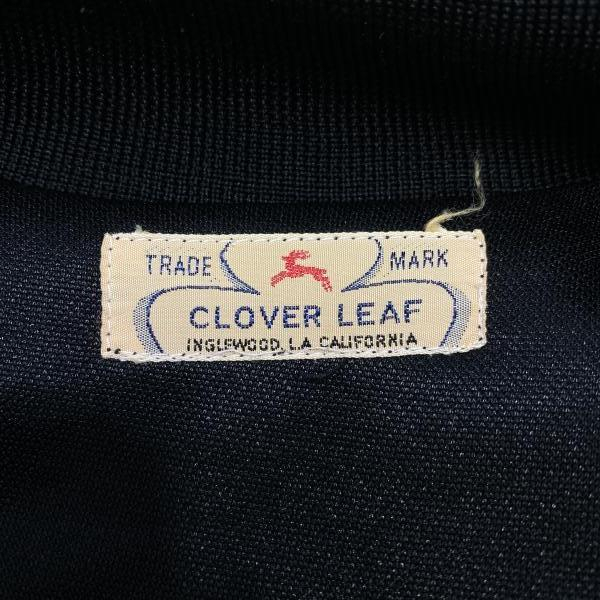 TRADE MARK
CLOVER LEAF
INGLEWOOD, LA CALIFORNIA